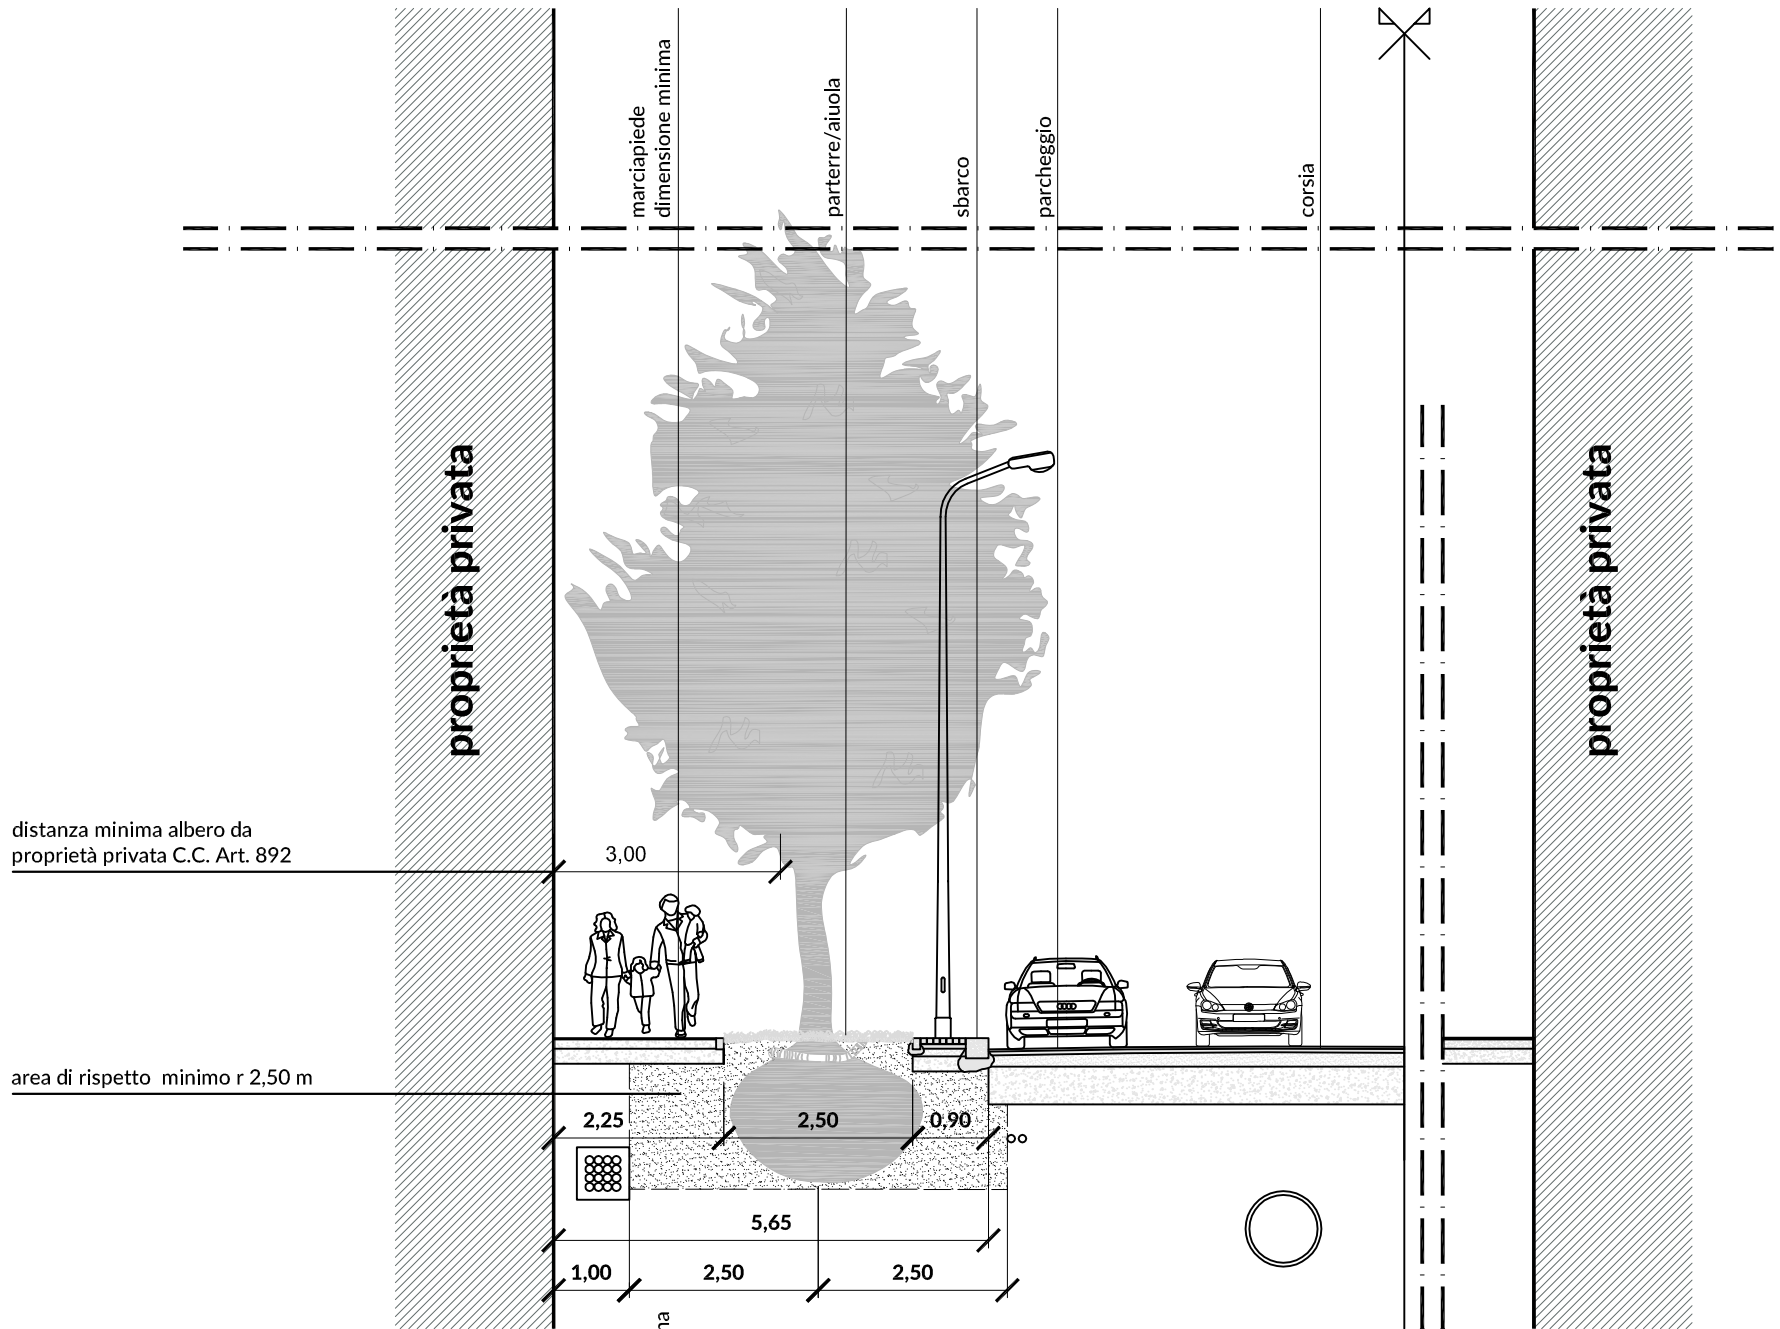 marciapiede
dimensione minima
parterre/aiuola
sbarco
parcheggio
corsia
proprietà privata
proprietà privata
distanza minima albero da
proprietà privata C.C. Art. 892
3,00
area di rispetto  minimo r 2,50 m
2,25
2,50
0,90
5,65
1,00
2,50
2,50